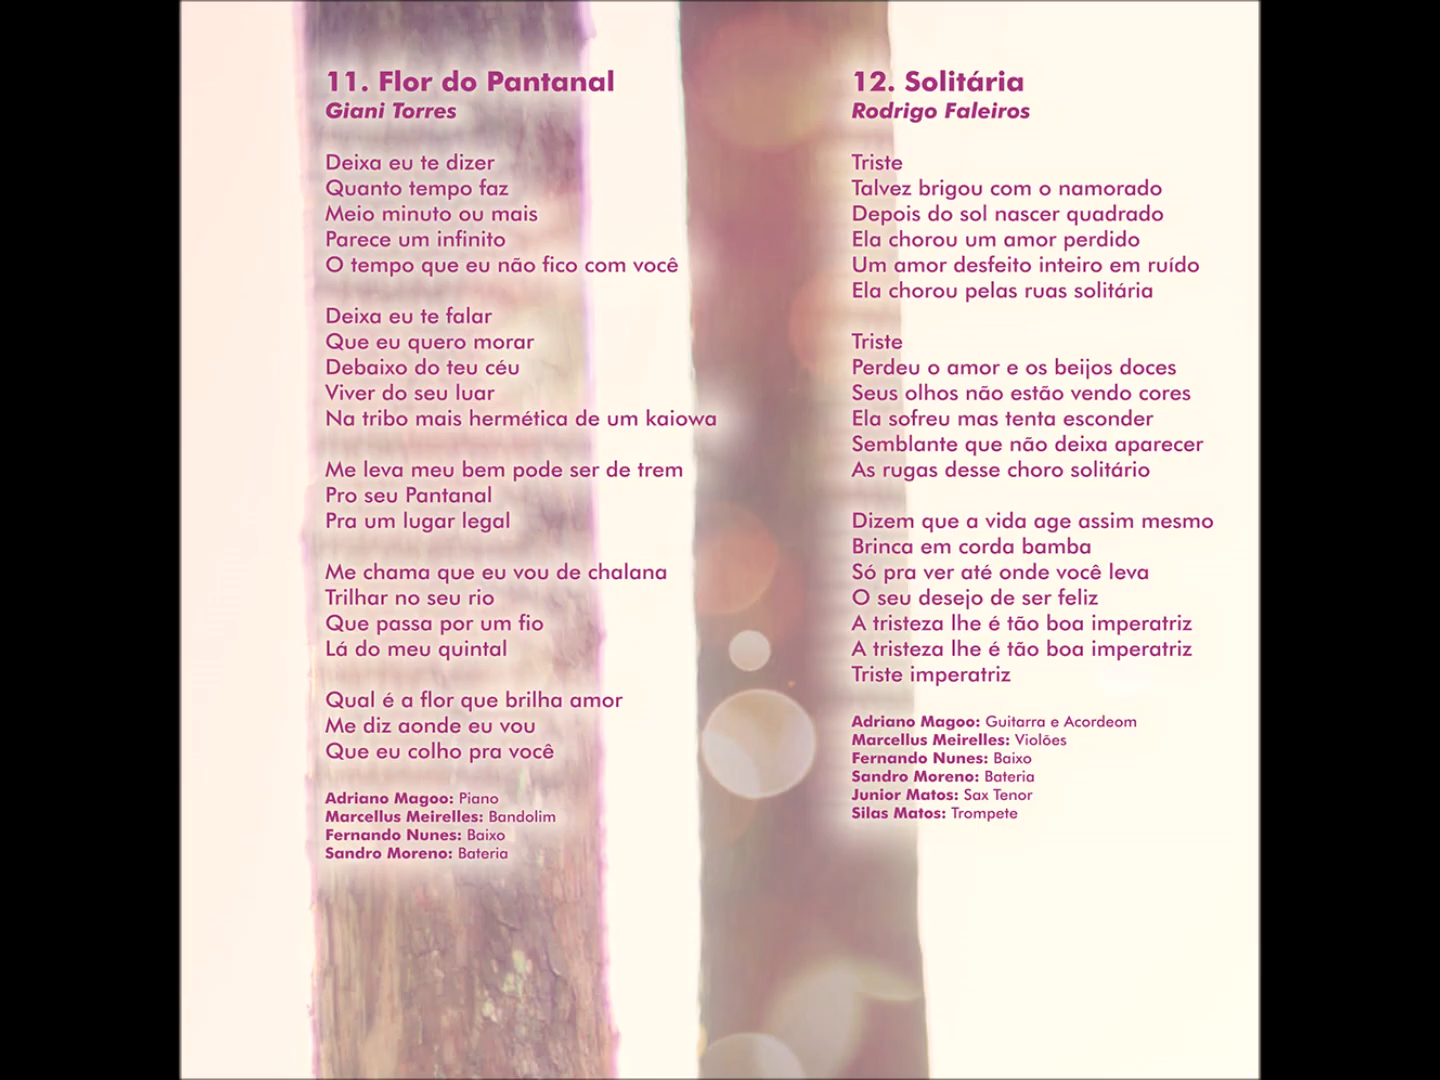 11. Flor do Pantanal
Giani Torres
Deixa eu te dizer
Quanto tempo faz
Meio minuto ou mais
Parece um infinito
O tempo que eu não fico com você
Deixa eu te falar
Que eu quero morar
Debaixo do teu céu
Viver do seu luar
Na tribo mais hermética de um kaiowa
Me leva meu bem pode ser de trem
Pro seu Pantanal
Pra um lugar legal
Me chama que eu vou de chalana
Trilhar no seu rio
Que passa por um fio
Lá do meu quintal
Qual é a flor que brilha amor
Me diz aonde eu vou
Que eu colho pra você
Adriano Magoo: Piano
Marcellus Meirelles: Bandolim
Fernando Nunes: Baixo
Sandro Moreno: Bateria
12. Solitária
Rodrigo Faleiros
Triste
Talvez brigou com o namorado
Depois do sol nascer quadrado
Ela chorou um amor perdido
Um amor desfeito inteiro em ruído
Ela chorou pelas ruas solitária
Triste
Perdeu o amor e os beijos doces
Seus olhos não estão vendo cores
Ela sofreu mas tenta esconder
Semblante que não deixa aparecer
As rugas desse choro solitário
Dizem que a vida age assim mesmo
Brinca em corda bamba
Só pra ver até onde você leva
O seu desejo de ser feliz
A tristeza lhe é tão boa imperatriz
A tristeza lhe é tão boa imperatriz
Triste imperatriz
Adriano Magoo: Guitarra e Acordeom
Marcellus Meirelles: Violões
Fernando Nunes: Baixo
Sandro Moreno: Bateria
Junior Matos: Sax Tenor
Silas Matos: Trompete